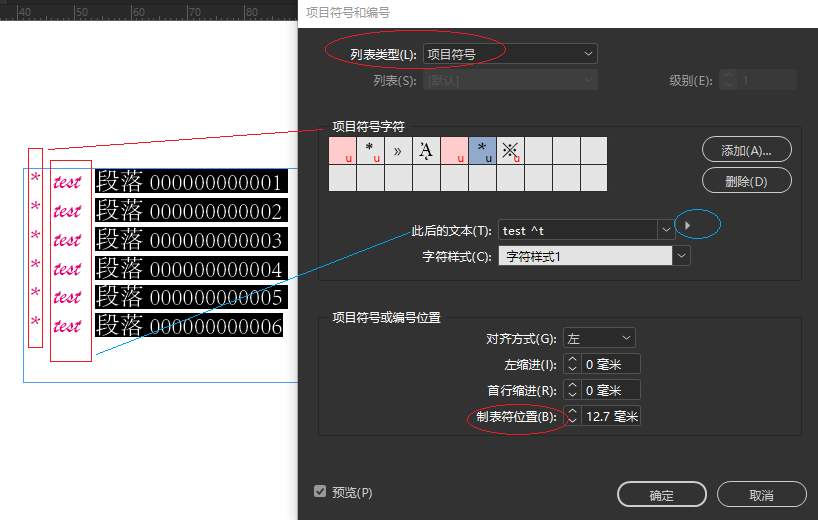 40 50 60 70 80 90
* test 段落 000000000001
* test 段落 000000000002
* test 段落 000000000003
* test 段落 000000000004
* test 段落 000000000005
* test 段落 000000000006
项目符号和编号
列表类型(L): 项目符号
列表(S): [默认] 级别(E): 1
项目符号字符
u * » Ἀ u * u ※ u
添加(A)...
删除(D)
此后的文本(T): test ^t
字符样式(C): 字符样式1
项目符号或编号位置
对齐方式(G): 左
左缩进(I): 0 毫米
首行缩进(R): 0 毫米
制表符位置(B): 12.7 毫米
预览(P)
确定 取消